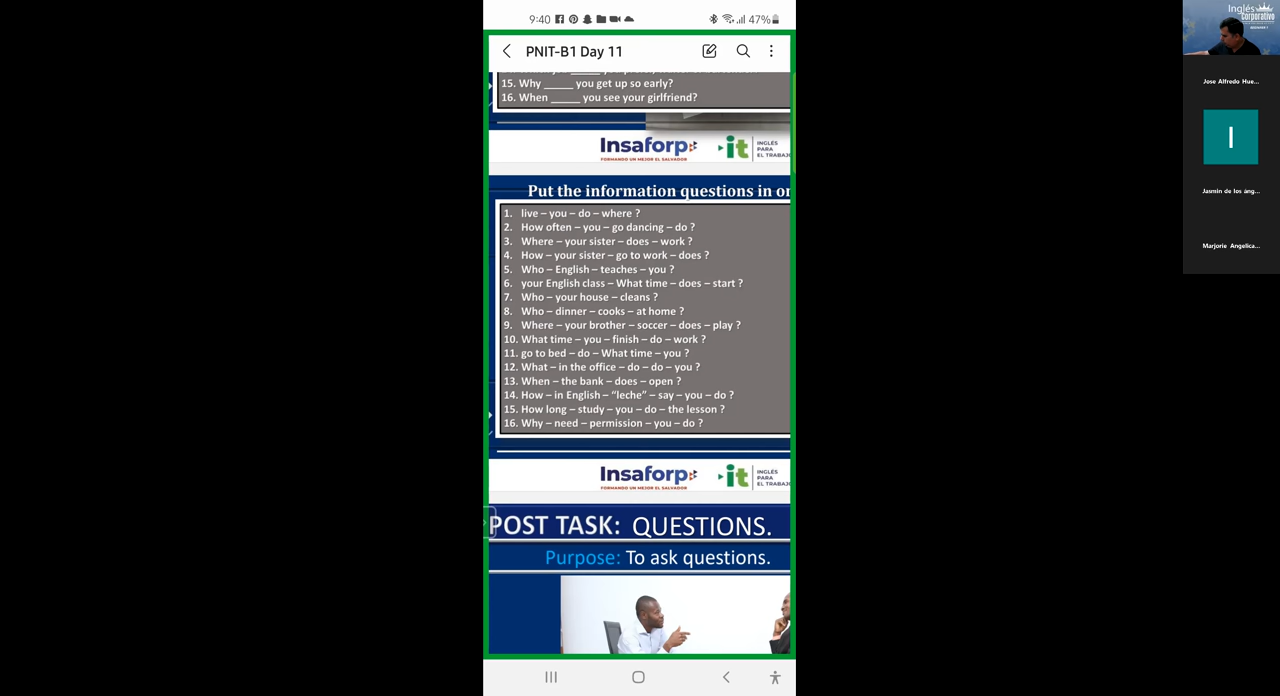 9:40
47%
PNIT-B1 Day 11
15. Why _____ you get up so early?
16. When _____ you see your girlfriend?
Insaforp
FORMANDO UN MEJOR EL SALVADOR
it
INGLÉS
PARA
EL TRABAJO
Put the information questions in or
1. live – you – do – where ?
2. How often – you – go dancing – do ?
3. Where – your sister – does – work ?
4. How – your sister – go to work – does ?
5. Who – English – teaches – you ?
6. your English class – What time – does – start ?
7. Who – your house – cleans ?
8. Who – dinner – cooks – at home ?
9. Where – your brother – soccer – does – play ?
10. What time – you – finish – do – work ?
11. go to bed – do – What time – you ?
12. What – in the office – do – do – you ?
13. When – the bank – does – open ?
14. How – in English – “leche” – say – you – do ?
15. How long – study – you – do – the lesson ?
16. Why – need – permission – you – do ?
Insaforp
FORMANDO UN MEJOR EL SALVADOR
it
INGLÉS
PARA
EL TRABAJO
POST TASK: QUESTIONS.
Purpose: To ask questions.
Inglés
Corporativo
Jose Alfredo Hue...
I
Jasmin de los áng...
Marjorie Angelica...